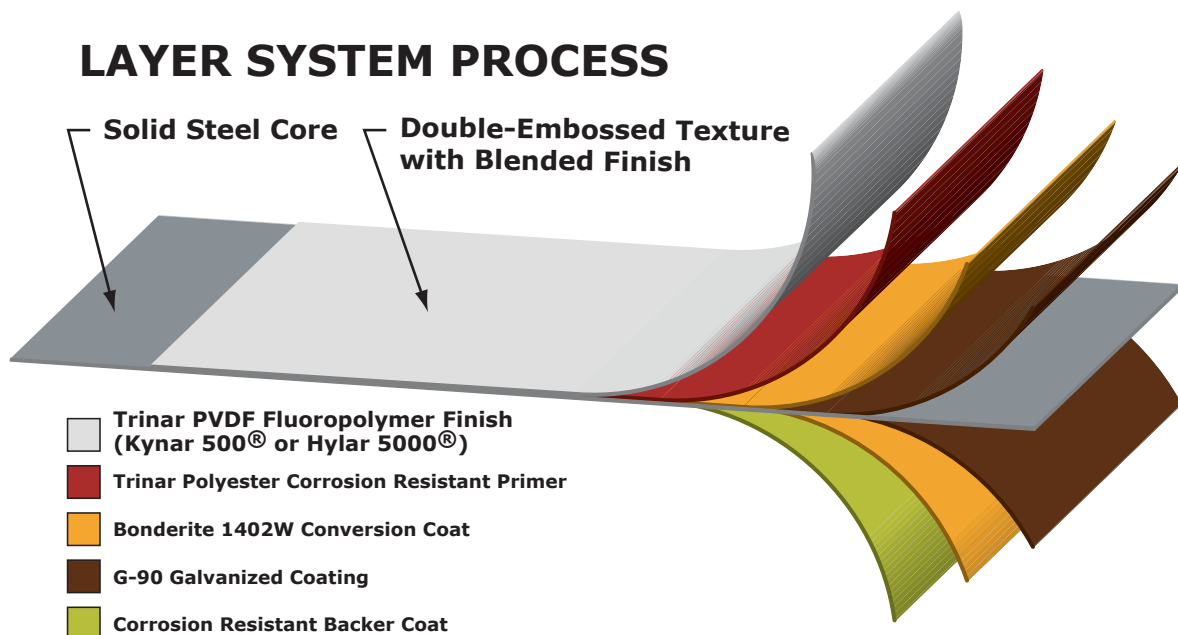 LAYER SYSTEM PROCESS
Solid Steel Core
Double-Embossed Texture
with Blended Finish
Trinar PVDF Fluoropolymer Finish
(Kynar 500® or Hylar 5000®)
Trinar Polyester Corrosion Resistant Primer
Bonderite 1402W Conversion Coat
G-90 Galvanized Coating
Corrosion Resistant Backer Coat